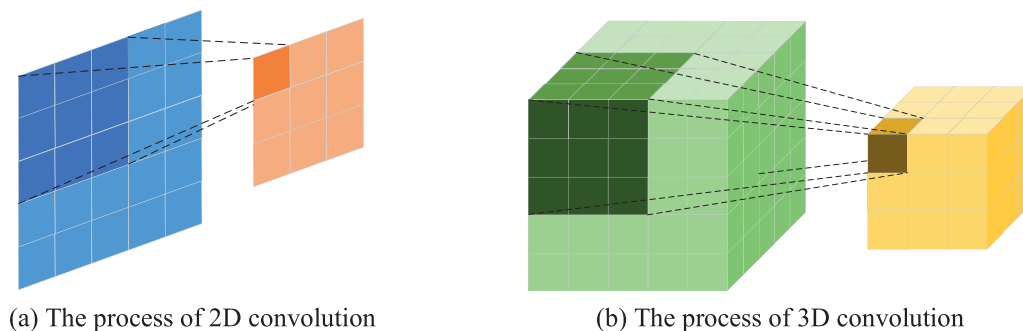 (a) The process of 2D convolution
(b) The process of 3D convolution